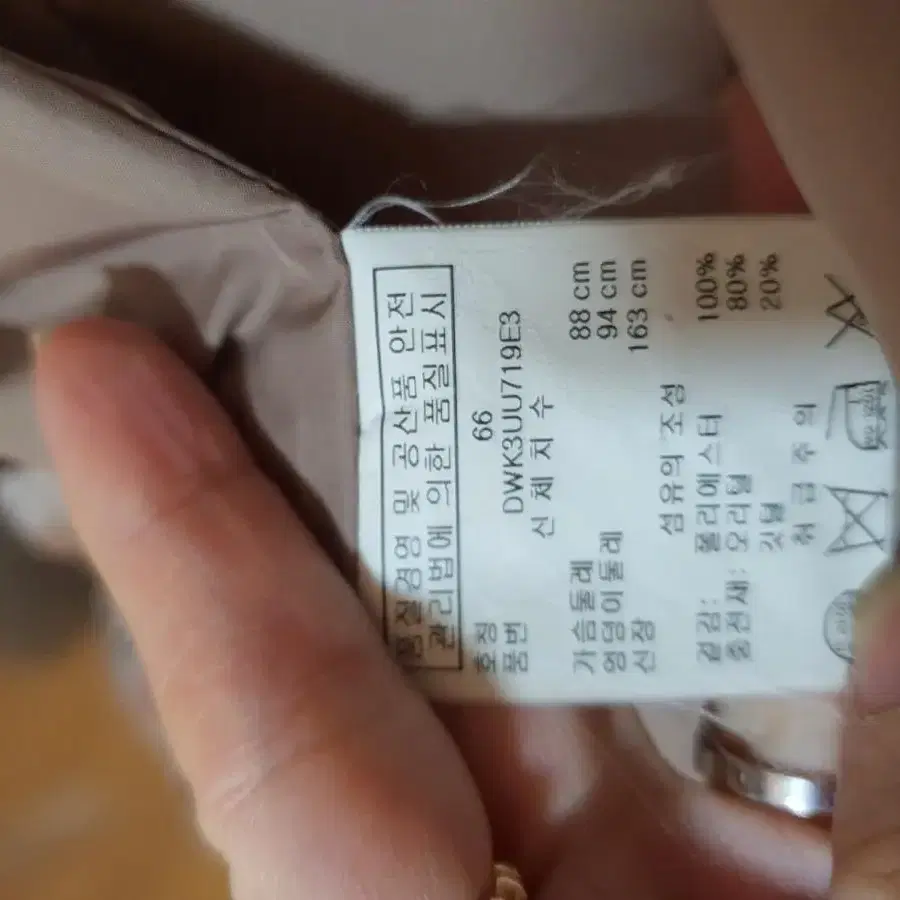 품질경영 및 공산품 안전
관리법에 의한 품질표시
호칭 66
품번 DWK3UU719E3
신 체 치 수
가슴둘레 88 cm
엉덩이둘레 94 cm
신장 163 cm
섬유의 조성
겉감: 폴리에스터 100%
충전재: 오리털 80%
깃털 20%
취 급 주 의